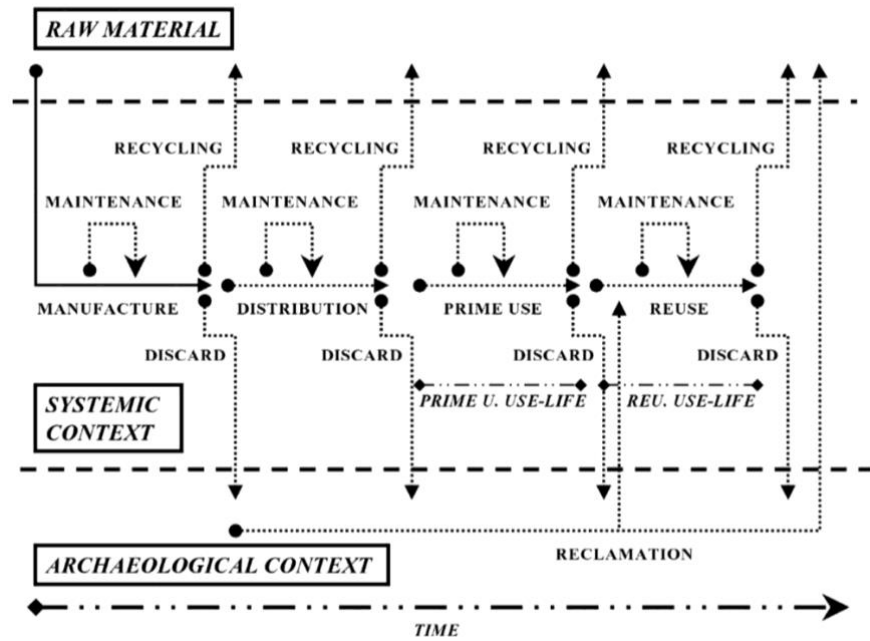 RAW MATERIAL
RECYCLING RECYCLING RECYCLING RECYCLING
MAINTENANCE MAINTENANCE MAINTENANCE MAINTENANCE
MANUFACTURE DISTRIBUTION PRIME USE REUSE
DISCARD DISCARD DISCARD DISCARD
PRIME U. USE-LIFE REU. USE-LIFE
SYSTEMIC
CONTEXT
RECLAMATION
ARCHAEOLOGICAL CONTEXT
TIME